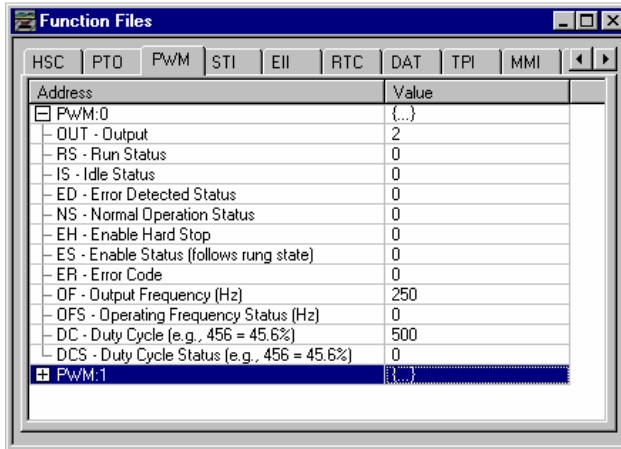 Function Files
HSC PTO PWM STI EII RTC DAT TPI MMI
Address Value
PWM:0 {...}
OUT - Output 2
RS - Run Status 0
IS - Idle Status 0
ED - Error Detected Status 0
NS - Normal Operation Status 0
EH - Enable Hard Stop 0
ES - Enable Status (follows rung state) 0
ER - Error Code 0
OF - Output Frequency (Hz) 250
OFS - Operating Frequency Status (Hz) 0
DC - Duty Cycle (e.g., 456 = 45.6%) 500
DCS - Duty Cycle Status (e.g., 456 = 45.6%) 0
PWM:1 {...}